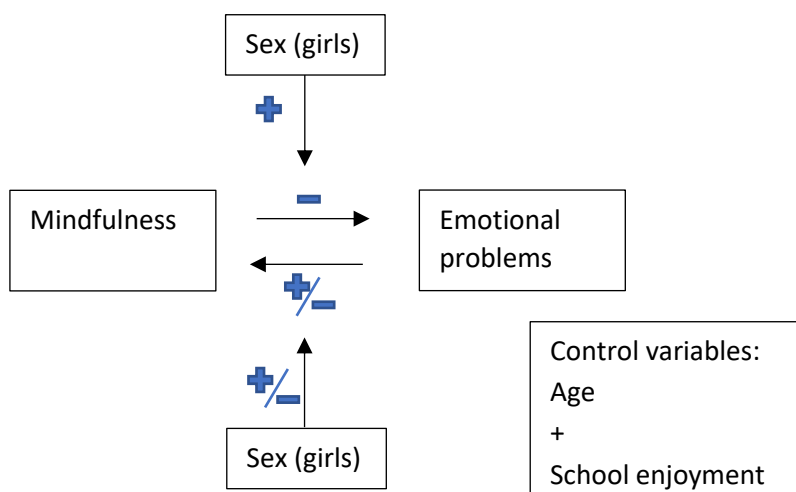 Sex (girls)
+
−
Mindfulness
Emotional
problems
+/−
+/−
Sex (girls)
Control variables:
Age
+
School enjoyment